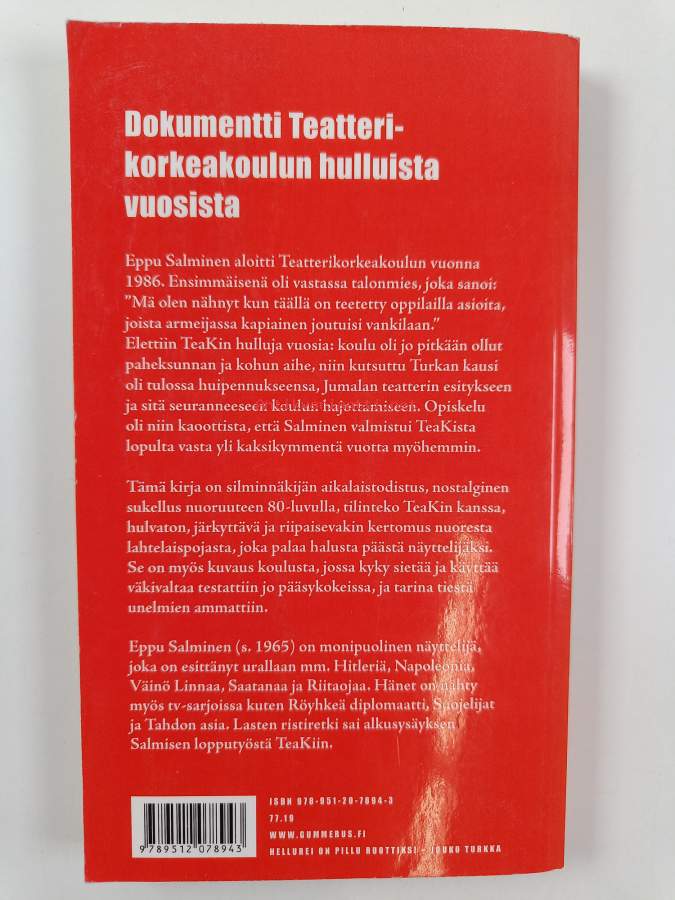 Dokumentti Teatteri-
korkeakoulun hulluista
vuosista
Eppu Salminen aloitti Teatterikorkeakoulun vuonna
1986. Ensimmäisenä oli vastassa talonmies, joka sanoi:
”Mä olen nähnyt kun täällä on teetetty oppilailla asioita,
joista armeijassa kapiainen joutuisi vankilaan.”
Elettiin TeaKin hulluja vuosia: koulu oli jo pitkään ollut
paheksunnan ja kohun aihe, niin kutsuttu Turkan kausi
oli tulossa huipennukseensa, Jumalan teatterin esitykseen
ja sitä seuranneeseen koulun hajottamiseen. Opiskelu
oli niin kaoottista, että Salminen valmistui TeaKista
lopulta vasta yli kaksikymmentä vuotta myöhemmin.
Tämä kirja on silminnäkijän aikalaistodistus, nostalginen
sukellus nuoruuteen 80-luvulla, tilinteko TeaKin kanssa,
hulvaton, järkyttävä ja riipaisevakin kertomus nuoresta
lahtelaispojasta, joka palaa halusta päästä näyttelijäksi.
Se on myös kuvaus koulusta, jossa kyky sietää ja käyttää
väkivaltaa testattiin jo pääsykokeissa, ja tarina tiestä
unelmien ammattiin.
Eppu Salminen (s. 1965) on monipuolinen näyttelijä,
joka on esittänyt urallaan mm. Hitleriä, Napoleonia,
Väinö Linnaa, Saatanaa ja Riitaojaa. Hänet on nähty
myös tv-sarjoissa kuten Röyhkeä diplomaatti, Suojelijat
ja Tahdon asia. Lasten ristiretki sai alkusysäyksen
Salmisen lopputyöstä TeaKiin.
ISBN 978-951-20-7894-3
77.19
WWW.GUMMERUS.FI
HELLUREI ON PILLU RUOTTIKS! – JOUKO TURKKA
9789512078943